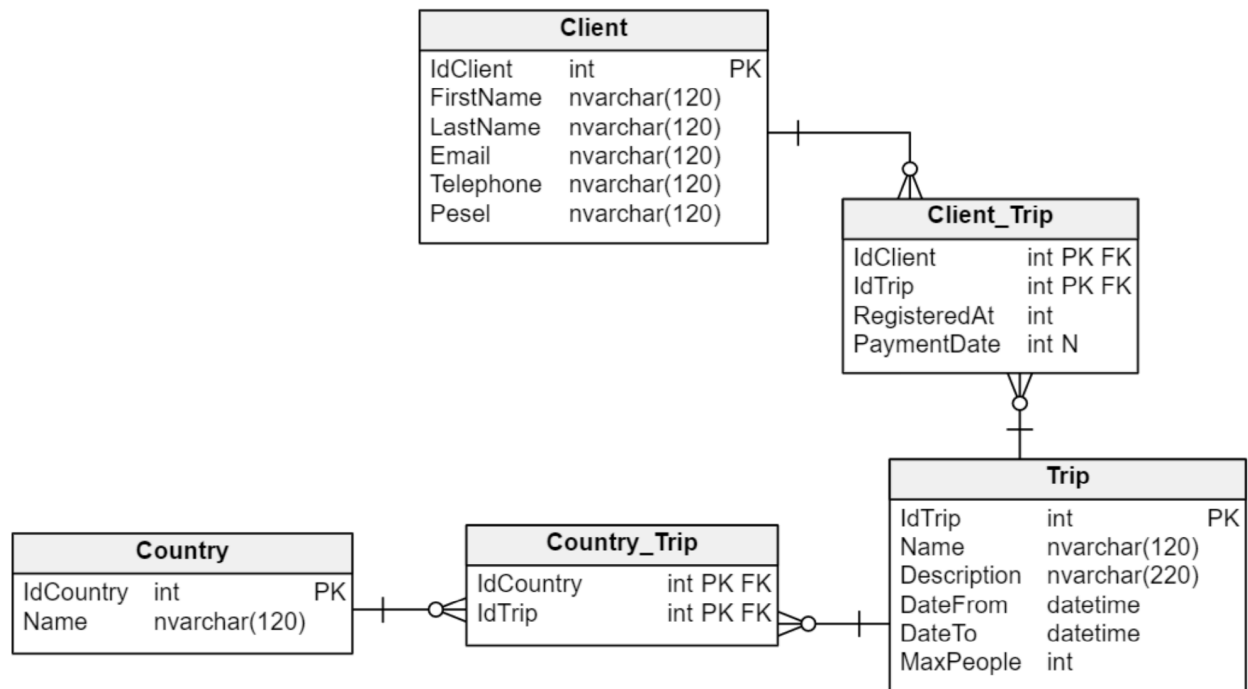 Client
IdClient int PK
FirstName nvarchar(120)
LastName nvarchar(120)
Email nvarchar(120)
Telephone nvarchar(120)
Pesel nvarchar(120)
Client_Trip
IdClient int PK FK
IdTrip int PK FK
RegisteredAt int
PaymentDate int N
Trip
IdTrip int PK
Name nvarchar(120)
Description nvarchar(220)
DateFrom datetime
DateTo datetime
MaxPeople int
Country_Trip
IdCountry int PK FK
IdTrip int PK FK
Country
IdCountry int PK
Name nvarchar(120)